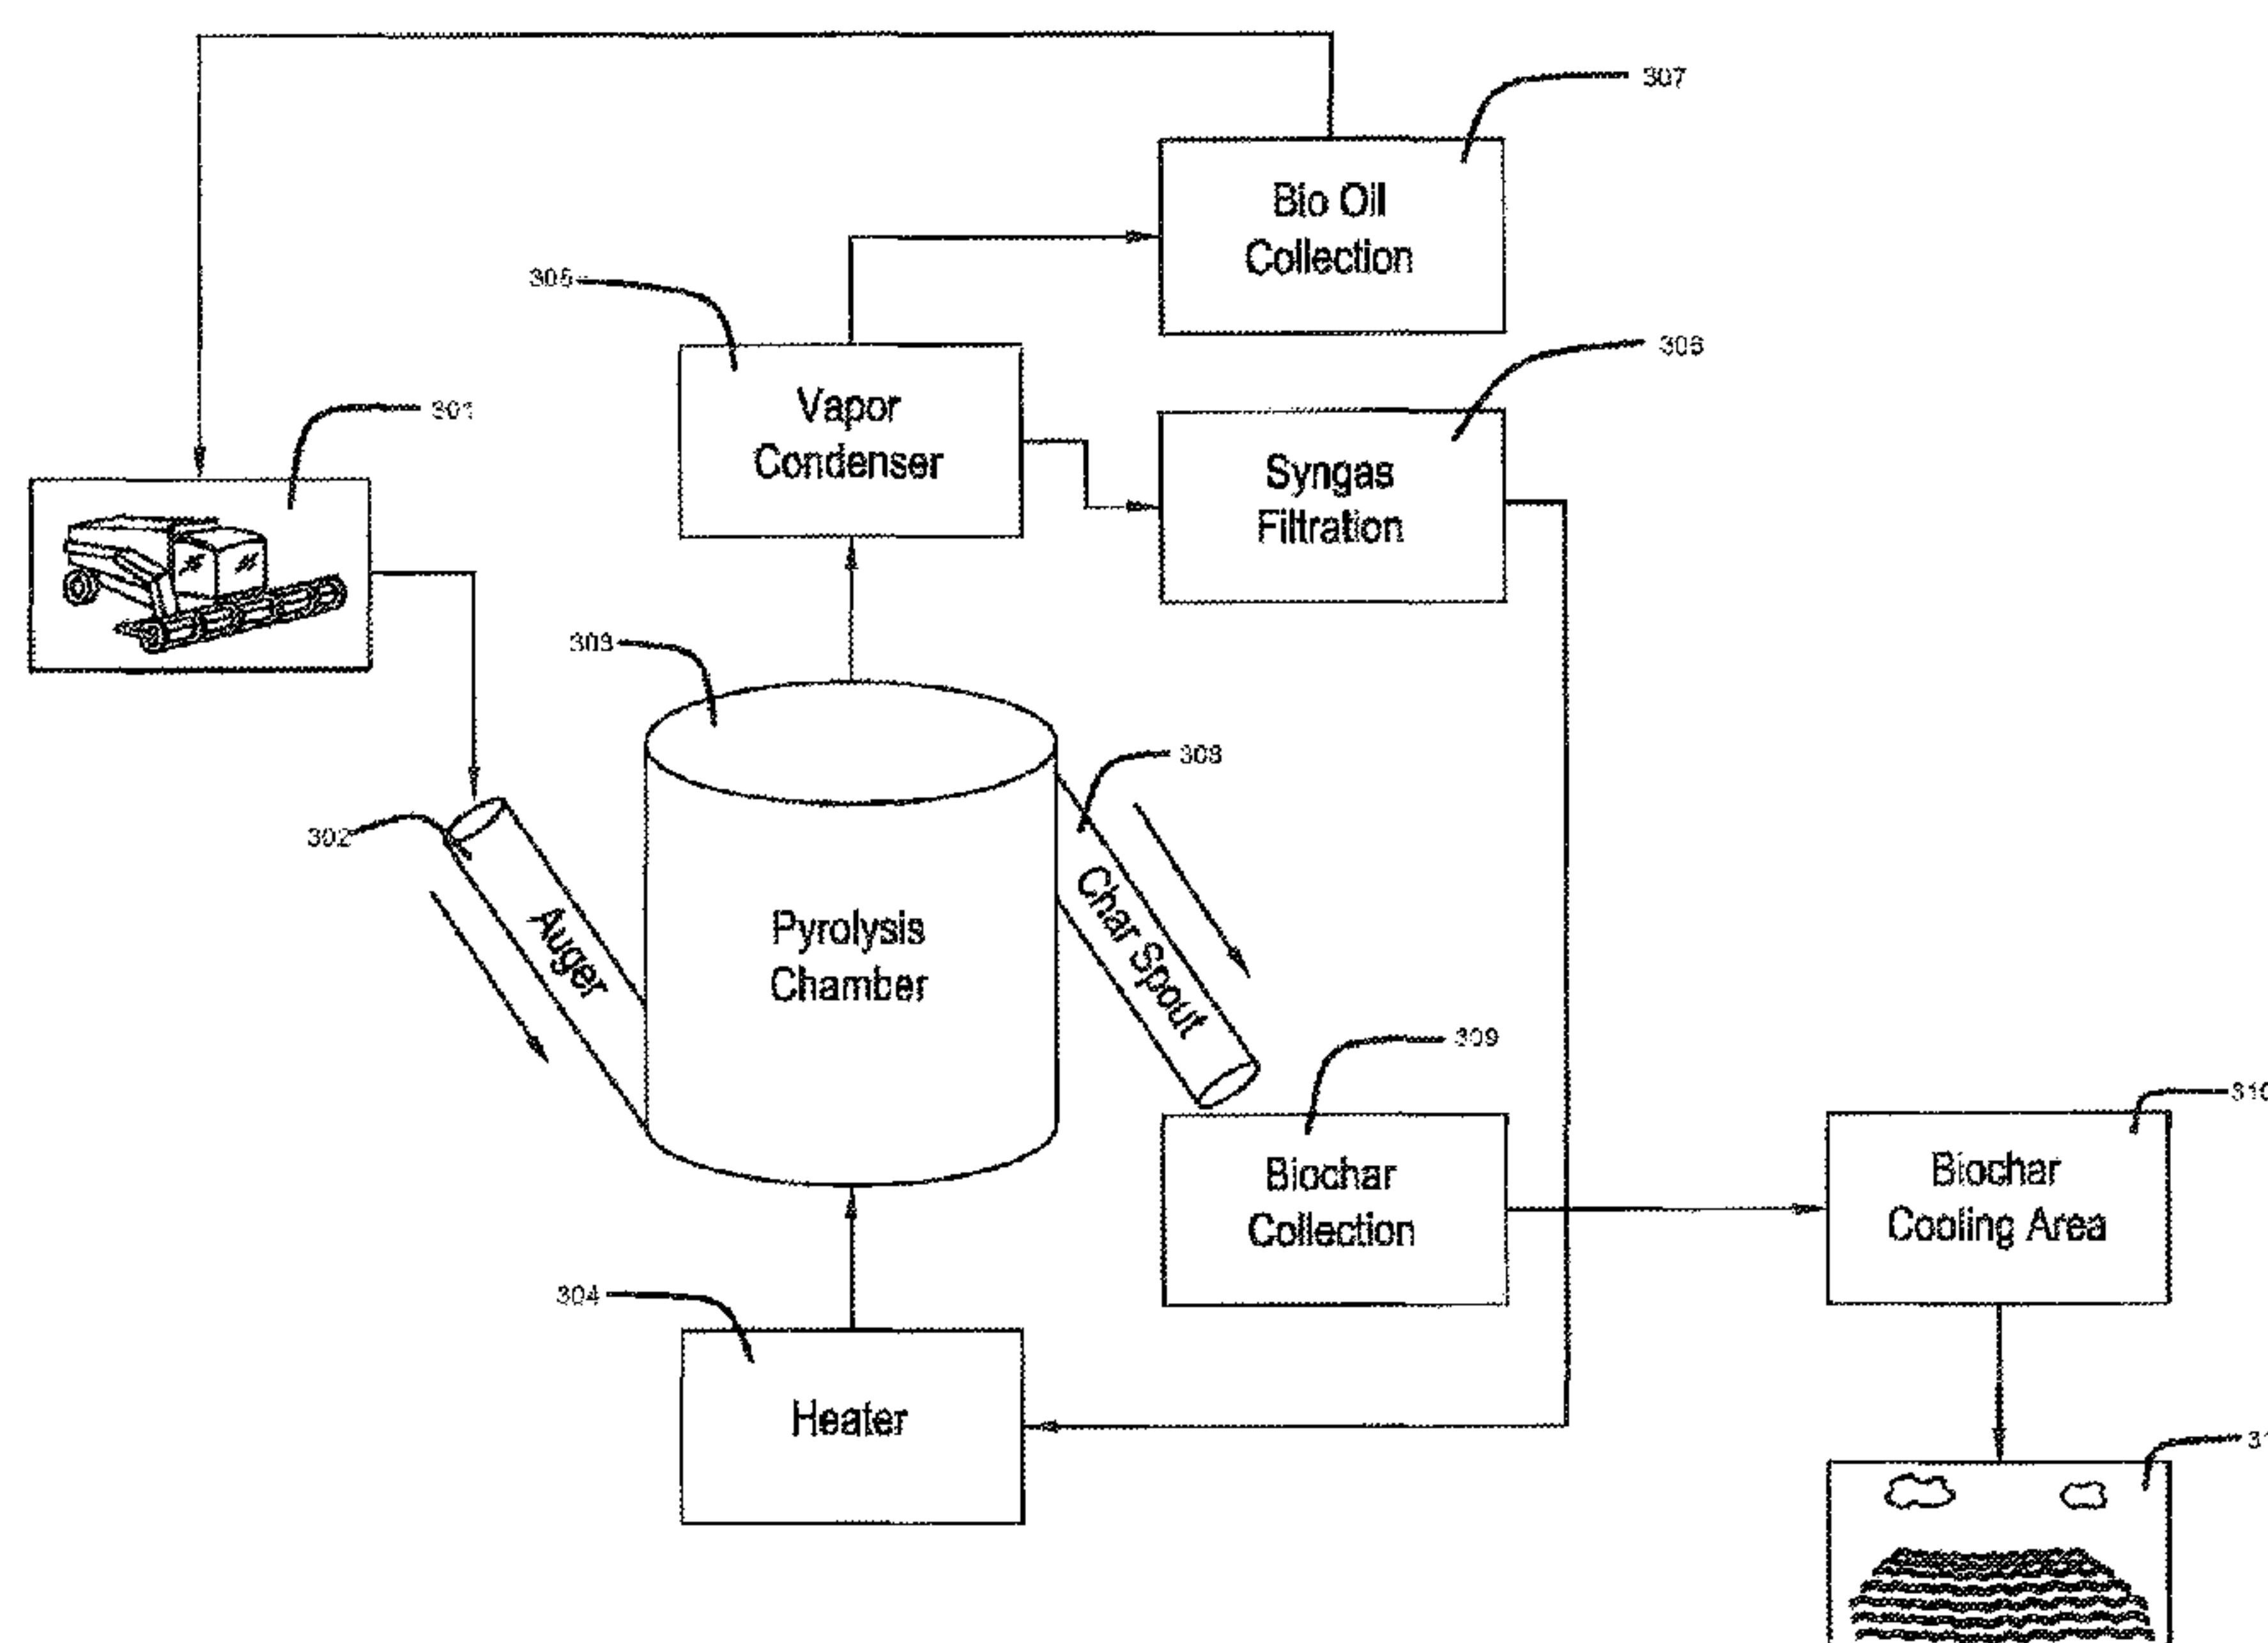 307
Bio Oil
Collection
305
306
301
Vapor
Condenser
Syngas
Filtration
303
308
302
Auger
Pyrolysis
Chamber
Char Spout
309
310
Biochar
Collection
Biochar
Cooling Area
304
Heater